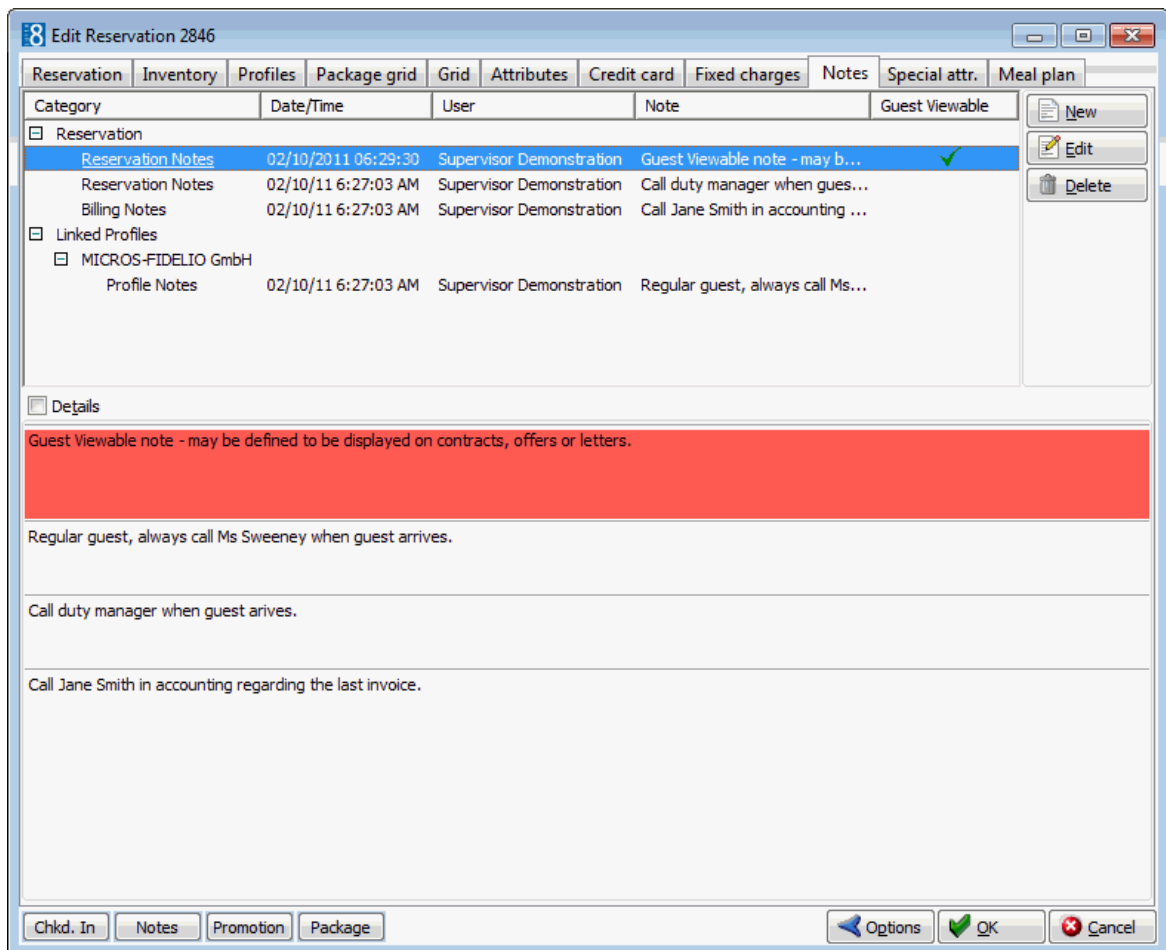 8 Edit Reservation 2846
Reservation Inventory Profiles Package grid Grid Attributes Credit card Fixed charges Notes Special attr. Meal plan
Category Date/Time User Note Guest Viewable
New
Reservation
Reservation Notes 02/10/2011 06:29:30 Supervisor Demonstration Guest Viewable note - may b...
Edit
Reservation Notes 02/10/11 6:27:03 AM Supervisor Demonstration Call duty manager when gues...
Delete
Billing Notes 02/10/11 6:27:03 AM Supervisor Demonstration Call Jane Smith in accounting ...
Linked Profiles
MICROS-FIDELIO GmbH
Profile Notes 02/10/11 6:27:03 AM Supervisor Demonstration Regular guest, always call Ms...
Details
Guest Viewable note - may be defined to be displayed on contracts, offers or letters.
Regular guest, always call Ms Sweeney when guest arrives.
Call duty manager when guest arives.
Call Jane Smith in accounting regarding the last invoice.
Chkd. In Notes Promotion Package Options OK Cancel